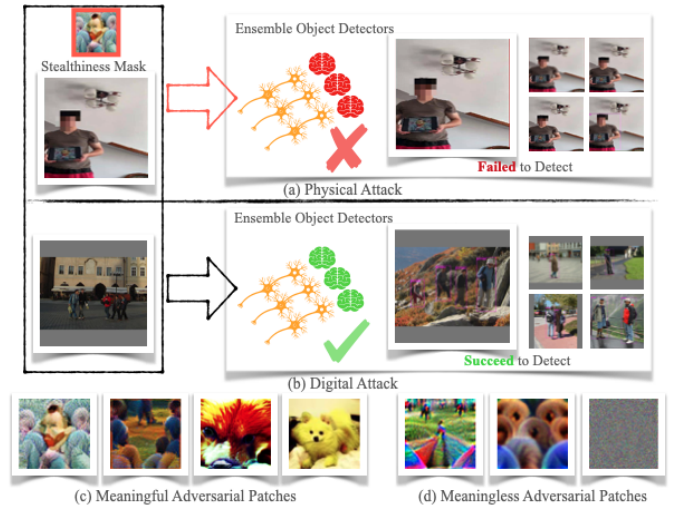 Stealthiness Mask
Ensemble Object Detectors
Failed to Detect
(a) Physical Attack
Ensemble Object Detectors
Succeed to Detect
(b) Digital Attack
(c) Meaningful Adversarial Patches
(d) Meaningless Adversarial Patches